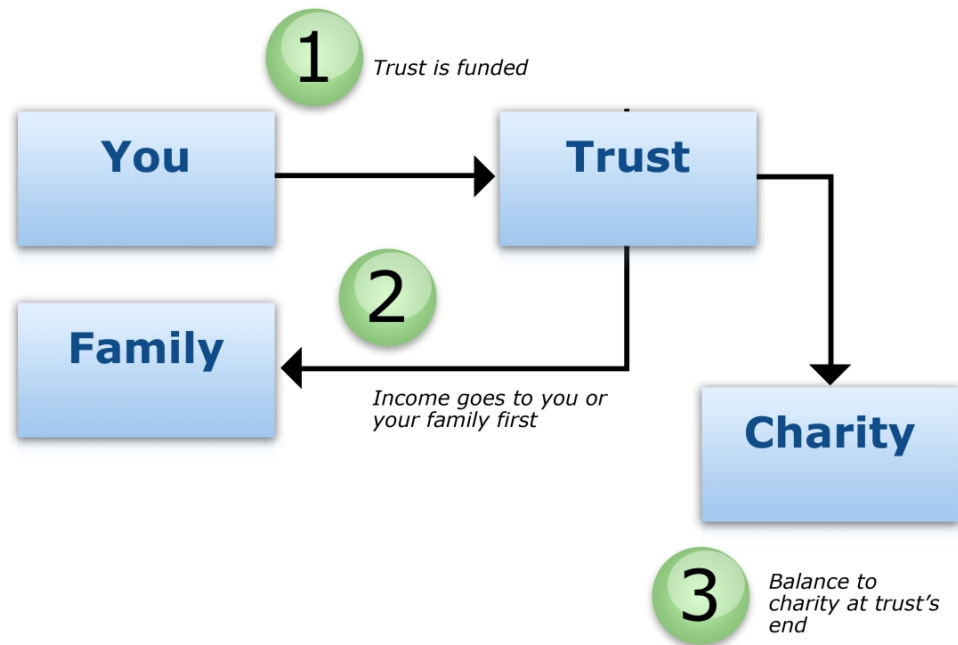 1
Trust is funded
You
Trust
2
Family
Income goes to you or
your family first
Charity
3
Balance to
charity at trust's
end